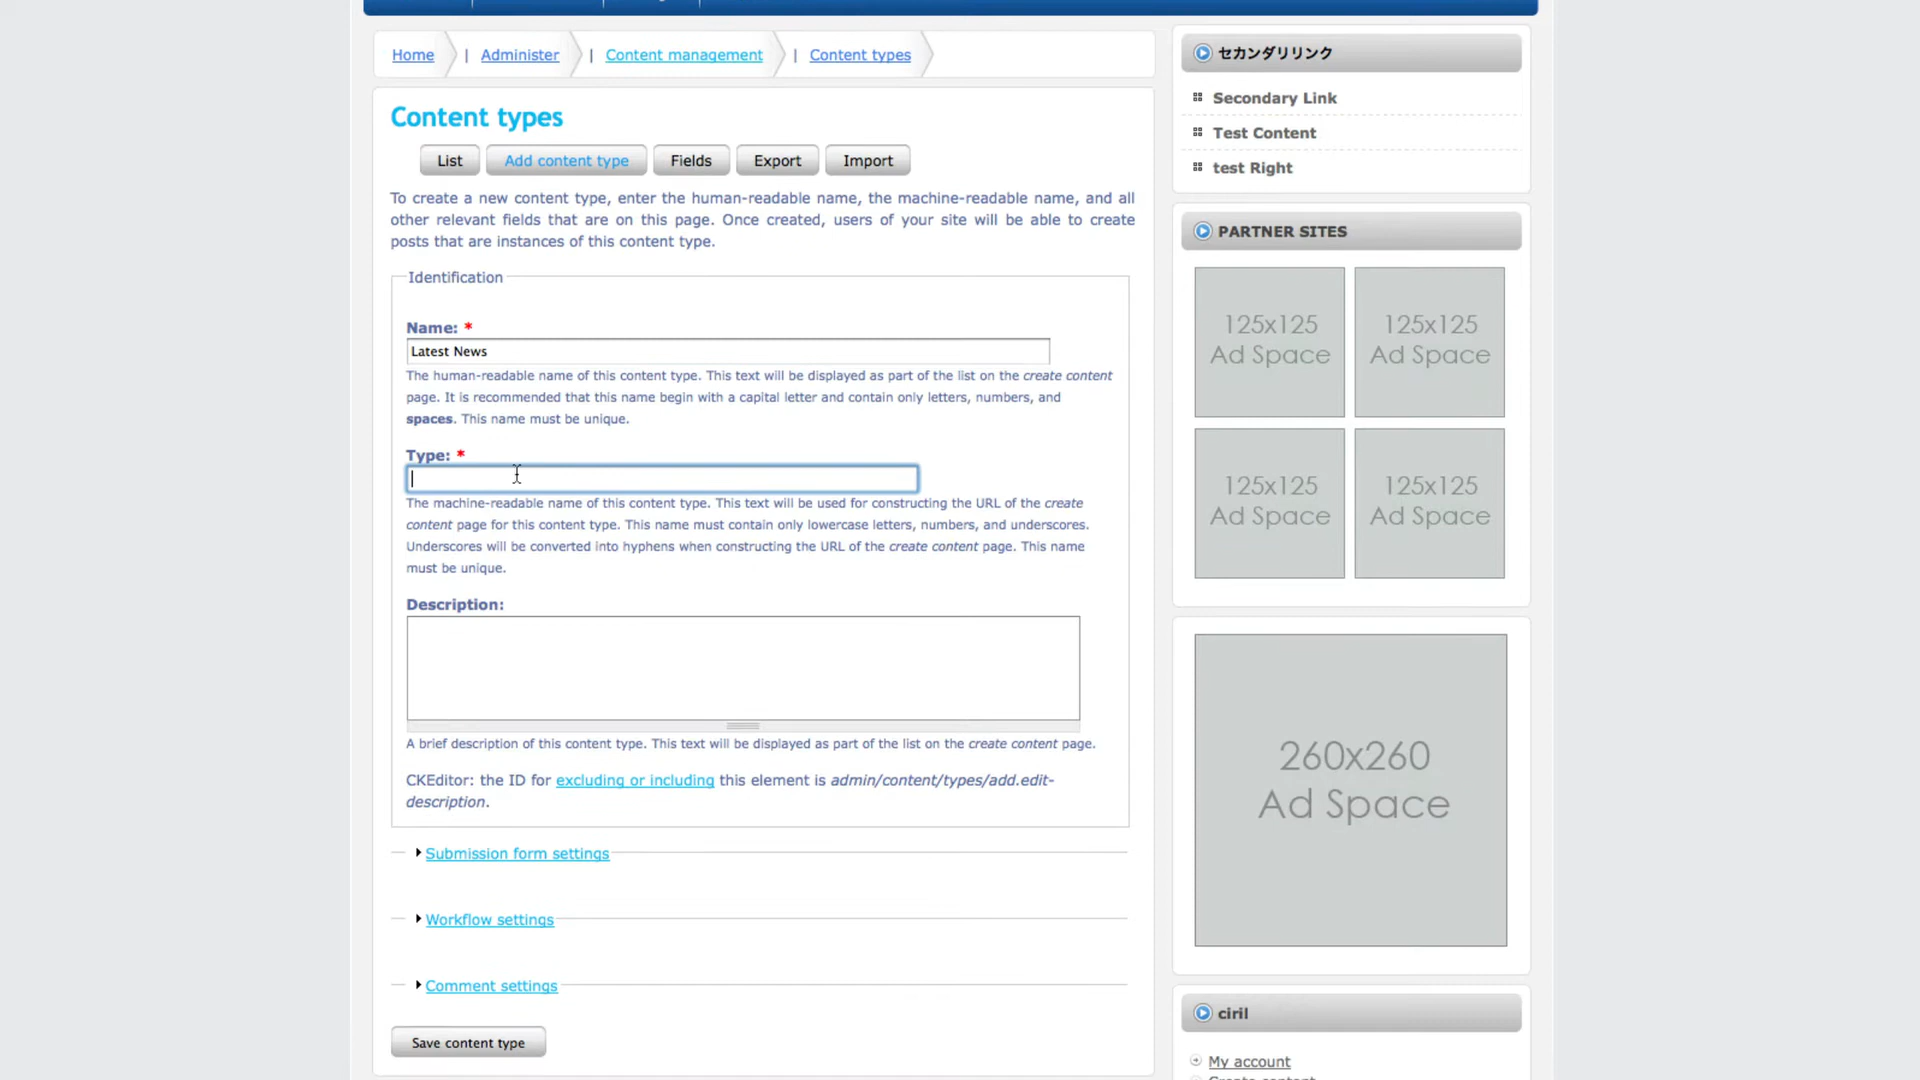 Home | Administer | Content management | Content types
Content types
List Add content type Fields Export Import
To create a new content type, enter the human-readable name, the machine-readable name, and all
other relevant fields that are on this page. Once created, users of your site will be able to create
posts that are instances of this content type.
Identification
Name: *
Latest News
The human-readable name of this content type. This text will be displayed as part of the list on the create content
page. It is recommended that this name begin with a capital letter and contain only letters, numbers, and
spaces. This name must be unique.
Type: *
The machine-readable name of this content type. This text will be used for constructing the URL of the create
content page for this content type. This name must contain only lowercase letters, numbers, and underscores.
Underscores will be converted into hyphens when constructing the URL of the create content page. This name
must be unique.
Description:
A brief description of this content type. This text will be displayed as part of the list on the create content page.
CKEditor: the ID for excluding or including this element is admin/content/types/add.edit-
description.
Submission form settings
Workflow settings
Comment settings
Save content type
セカンダリリンク
Secondary Link
Test Content
test Right
PARTNER SITES
125x125
Ad Space
125x125
Ad Space
125x125
Ad Space
125x125
Ad Space
260x260
Ad Space
ciril
My account
Create content